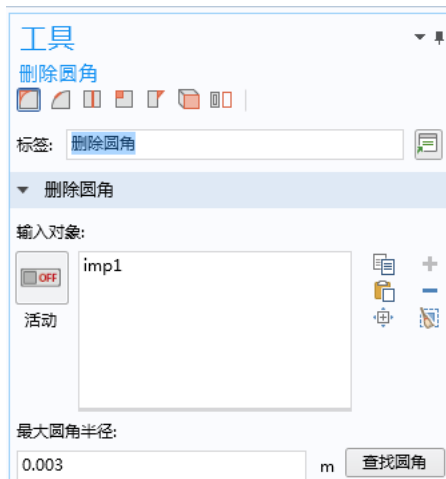 工具
删除圆角
标签: 删除圆角
删除圆角
输入对象:
OFF
imp1
活动
最大圆角半径:
0.003 m 查找圆角